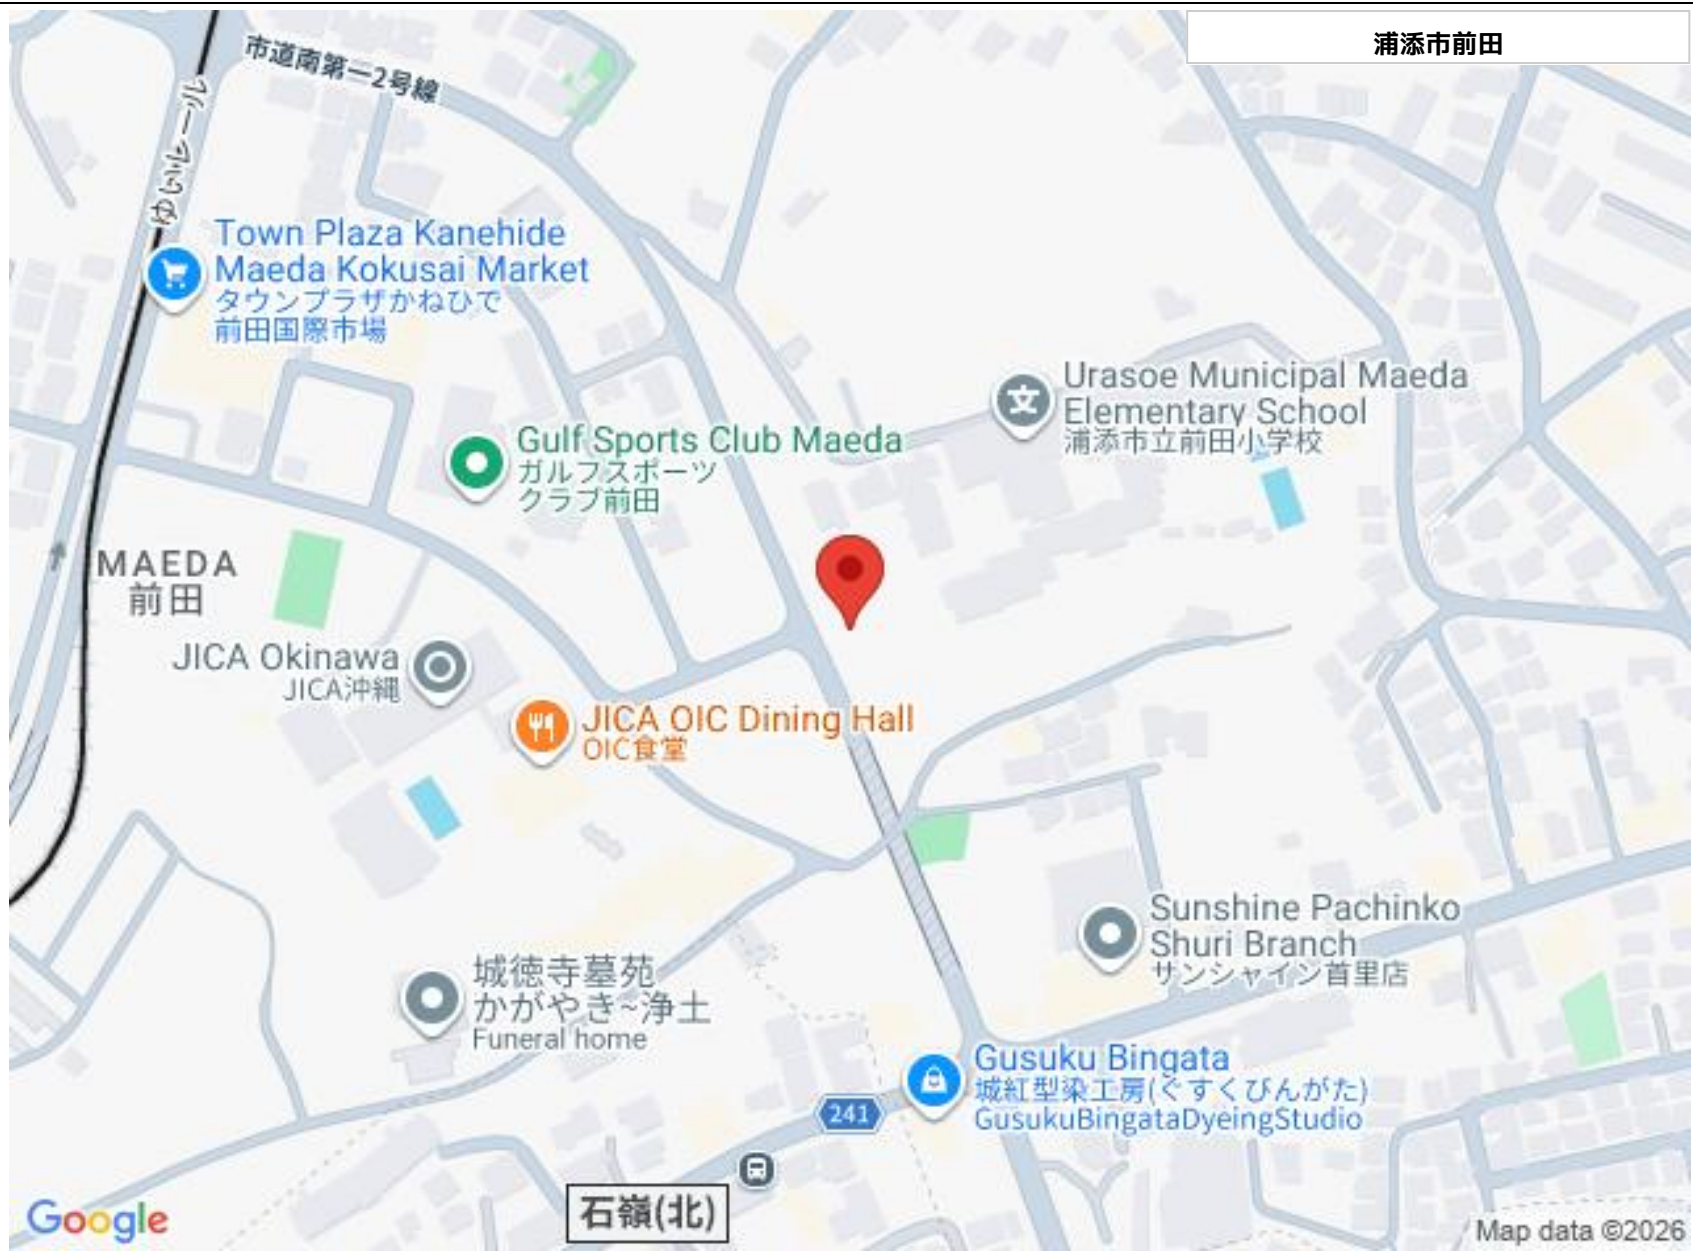 浦添市前田
市道南第一2号線
ゆいレール
Town Plaza Kanehide
Maeda Kokusai Market
タウンプラザかねひで
前田国際市場
Urasoe Municipal Maeda
Elementary School
浦添市立前田小学校
Gulf Sports Club Maeda
ガルフスポーツ
クラブ前田
MAEDA
前田
JICA Okinawa
JICA沖縄
JICA OIC Dining Hall
OIC食堂
Sunshine Pachinko
Shuri Branch
サンシャイン首里店
城徳寺墓苑
かがやき~浄土
Funeral home
Gusuku Bingata
城紅型染工房(ぐすくびんがた)
GusukuBingataDyeingStudio
241
石嶺(北)
Google
Map data ©2026